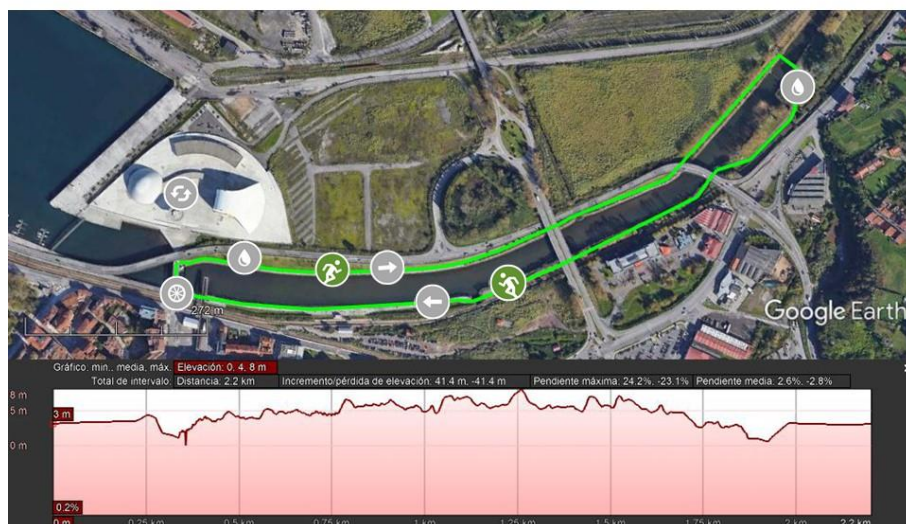 272 m
Google Earth
Gráfico: min., media, máx. Elevación: 0, 4, 8 m
Total de intervalo: Distancia: 2.2 km Incremento/pérdida de elevación: 41.4 m, -41.4 m Pendiente máxima: 24.2%, -23.1% Pendiente media: 2.6%, -2.8%
8 m
5 m
3 m
0 m
0.2%
0 m 0.25 km 0.5 km 0.75 km 1 km 1.25 km 1.5 km 1.75 km 2 km 2.2 km